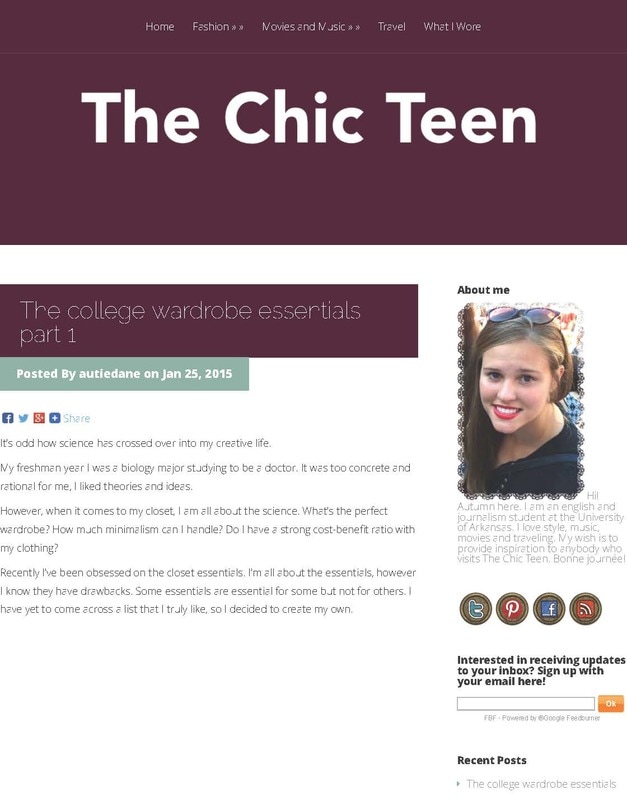 Home Fashion » » Movies and Music » » Travel What I Wore
The Chic Teen
The college wardrobe essentials
part 1
Posted By autiedane on Jan 25, 2015
Share
It's odd how science has crossed over into my creative life.
My freshman year I was a biology major studying to be a doctor. It was too concrete and
rational for me, I liked theories and ideas.
However, when it comes to my closet, I am all about the science. What's the perfect
wardrobe? How much minimalism can I handle? Do I have a strong cost-benefit ratio with
my clothing?
Recently I've been obsessed on the closet essentials. I'm all about the essentials, however
I know they have drawbacks. Some essentials are essential for some but not for others. I
have yet to come across a list that I truly like, so I decided to create my own.
About me
Hi!
Autumn here. I am an english and
journalism student at the University
of Arkansas. I love style, music,
movies and traveling. My wish is to
provide inspiration to anybody who
visits The Chic Teen. Bonne journée!
Interested in receiving updates
to your inbox? Sign up with
your email here!
Ok
FBF - Powered by ®Google Feedburner
Recent Posts
The college wardrobe essentials